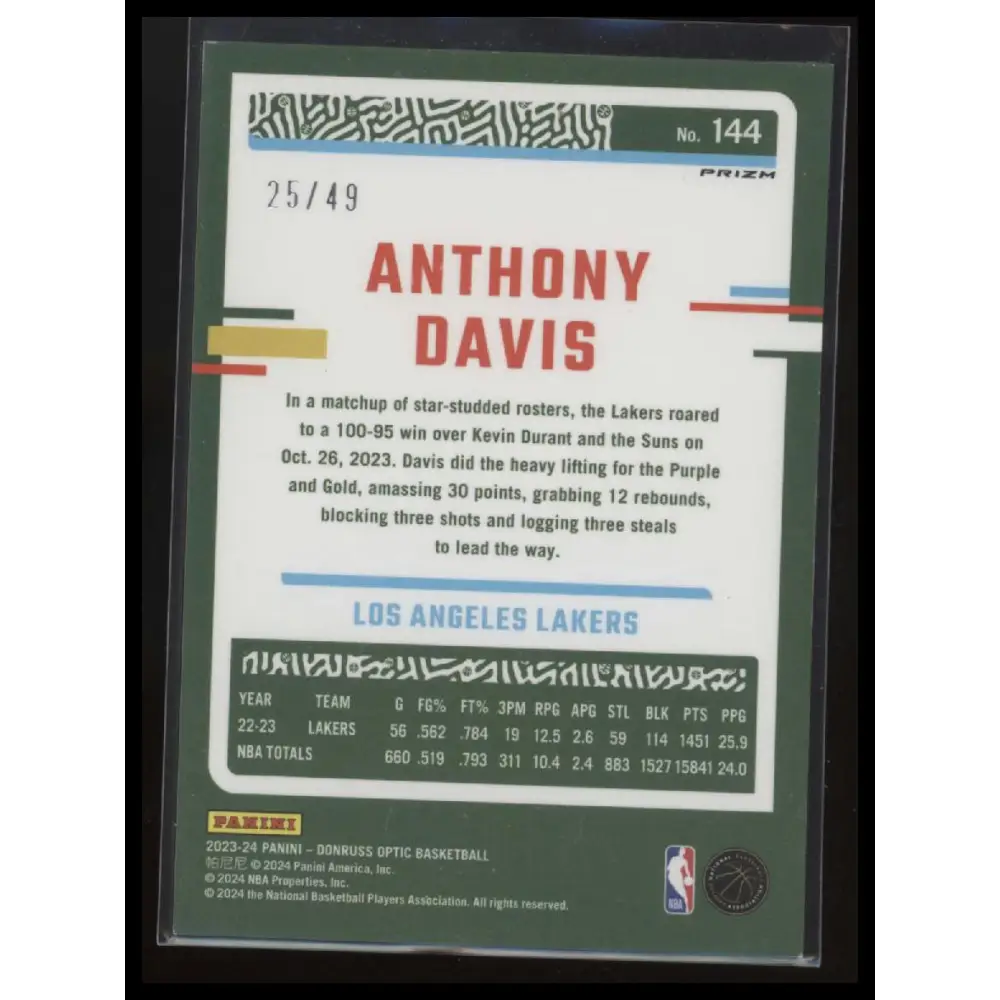 No. 144
PRIZM
25/49
ANTHONY
DAVIS
In a matchup of star-studded rosters, the Lakers roared
to a 100-95 win over Kevin Durant and the Suns on
Oct. 26, 2023. Davis did the heavy lifting for the Purple
and Gold, amassing 30 points, grabbing 12 rebounds,
blocking three shots and logging three steals
to lead the way.
LOS ANGELES LAKERS
YEAR TEAM G FG% FT% 3PM RPG APG STL BLK PTS PPG
22-23 LAKERS 56 .562 .784 19 12.5 2.6 59 114 1451 25.9
NBA TOTALS 660 .519 .793 311 10.4 2.4 883 1527 15841 24.0
PANINI
2023-24 PANINI – DONRUSS OPTIC BASKETBALL
帕尼尼 © 2024 Panini America, Inc.
© 2024 NBA Properties, Inc.
© 2024 the National Basketball Players Association. All rights reserved.
NBA